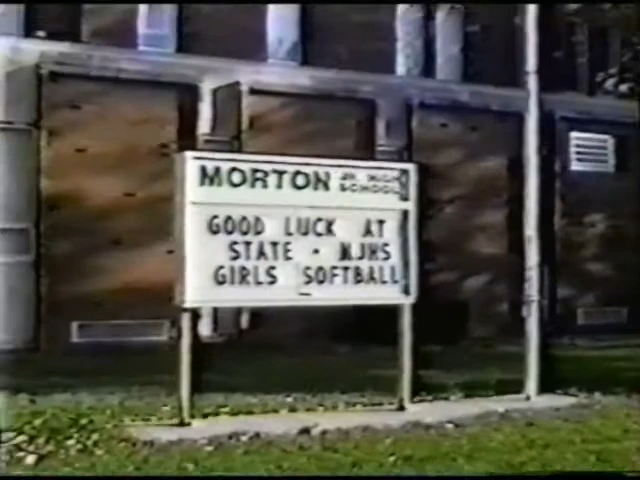 MORTON JR. HIGH SCHOOL
GOOD LUCK AT
STATE · MJHS
GIRLS SOFTBALL